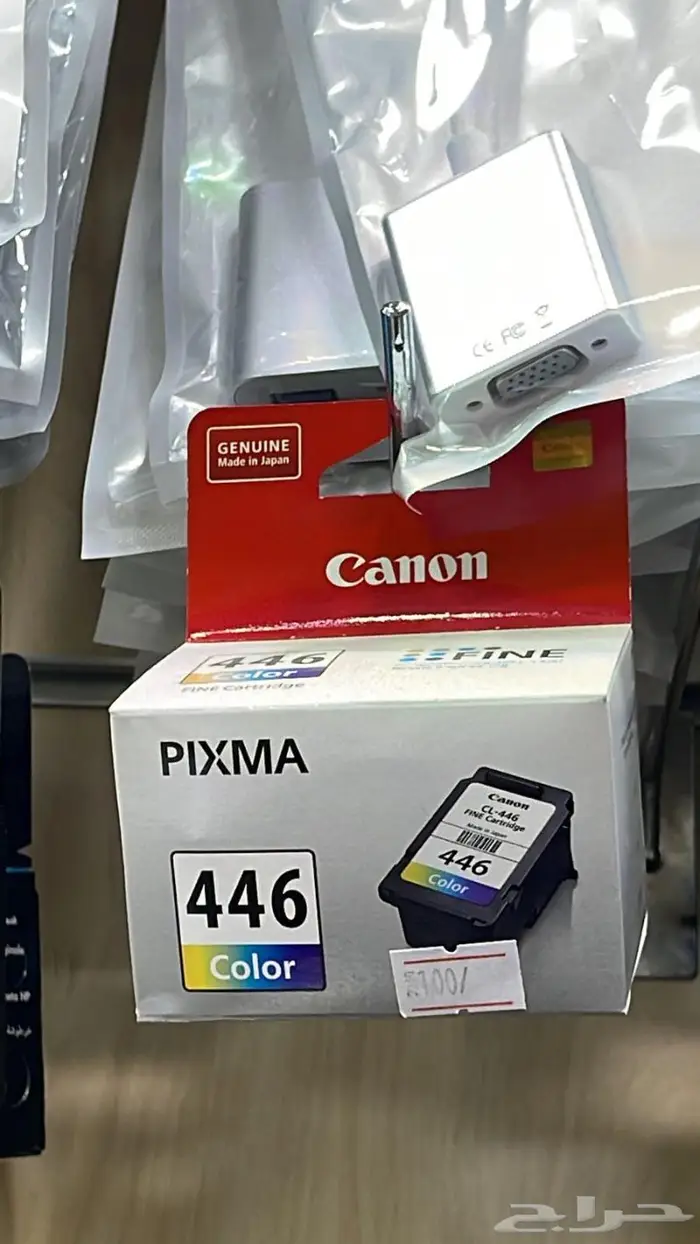 CE FC
GENUINE
Made in Japan
Canon
446
Color
FINE Cartridge
FINE
PIXMA
446
Color
Canon
CL-446
FINE Cartridge
Made in Japan
446
Color
100/
حراج